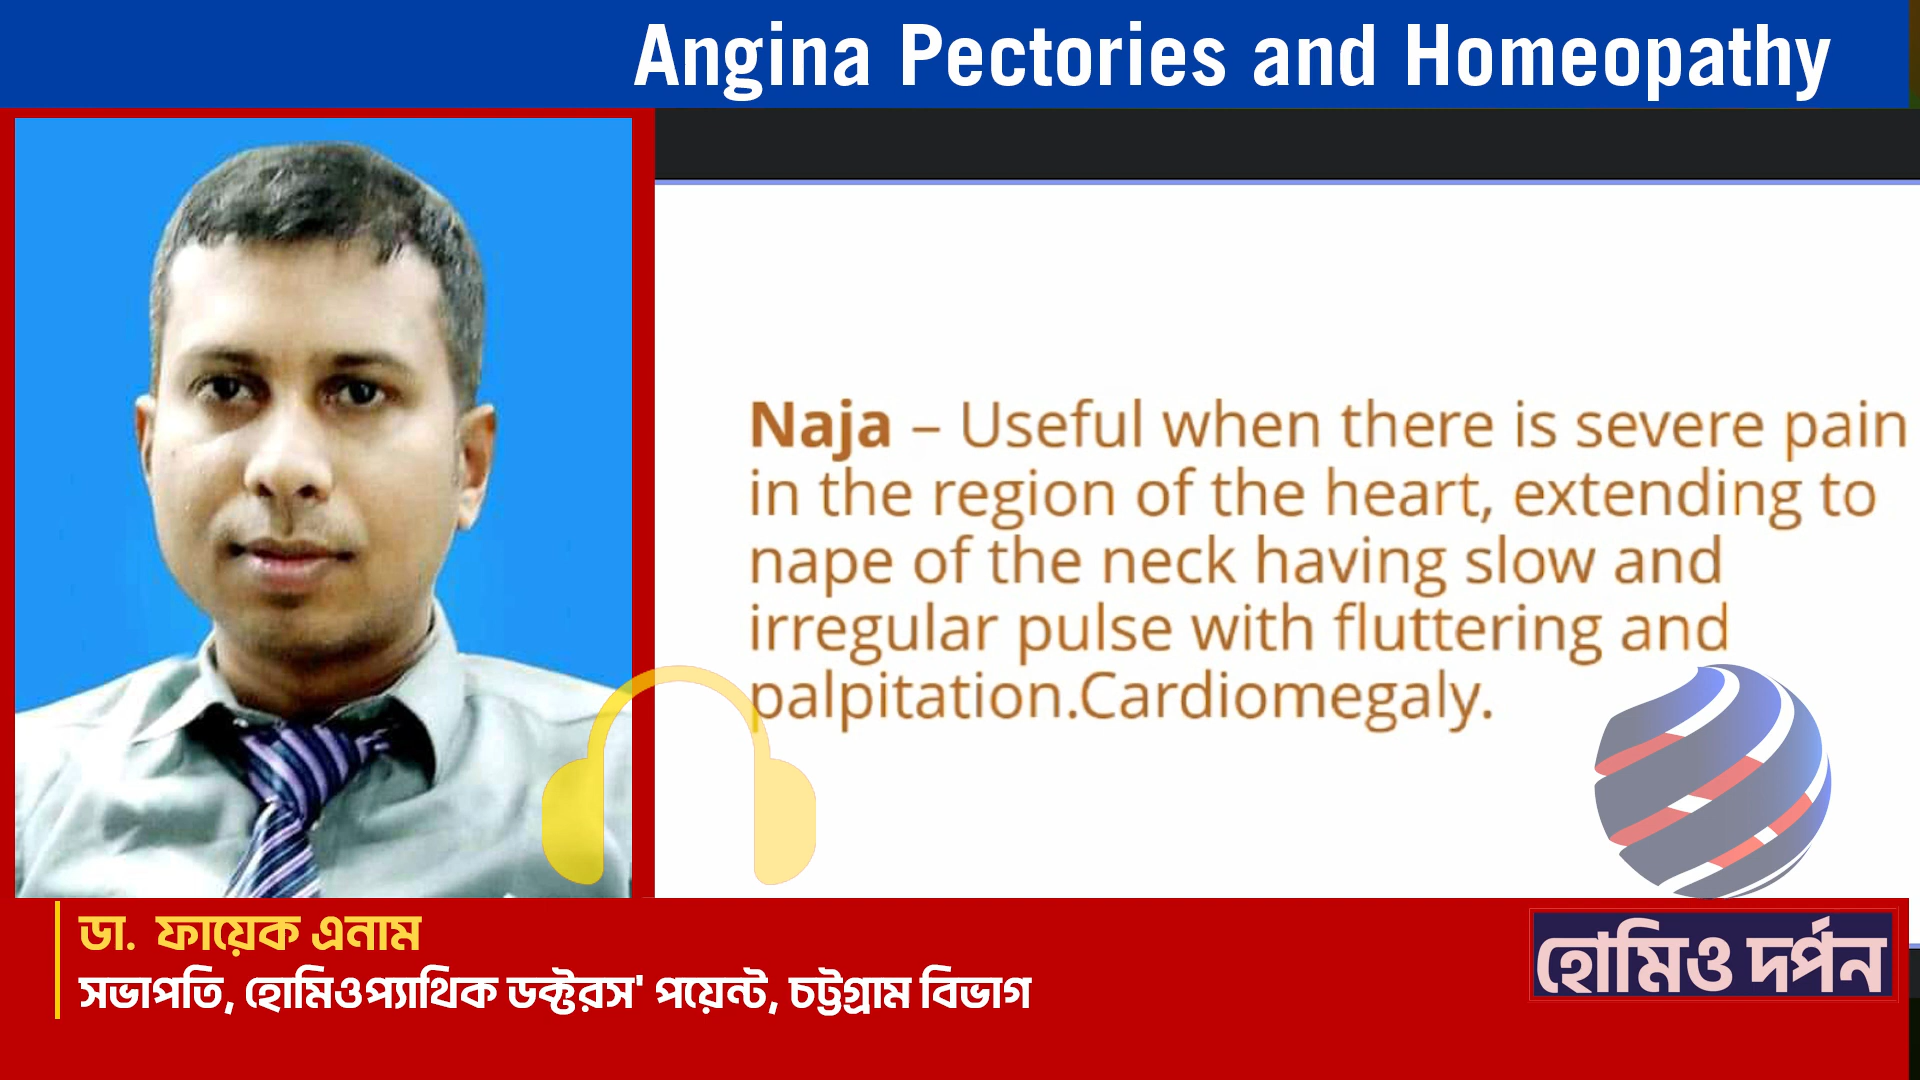 Angina Pectories and Homeopathy
Naja – Useful when there is severe pain
in the region of the heart, extending to
nape of the neck having slow and
irregular pulse with fluttering and
palpitation.Cardiomegaly.
ডা. ফায়েক এনাম
সভাপতি, হোমিওপ্যাথিক ডক্টরস' পয়েন্ট, চট্টগ্রাম বিভাগ
হোমিও দর্পন